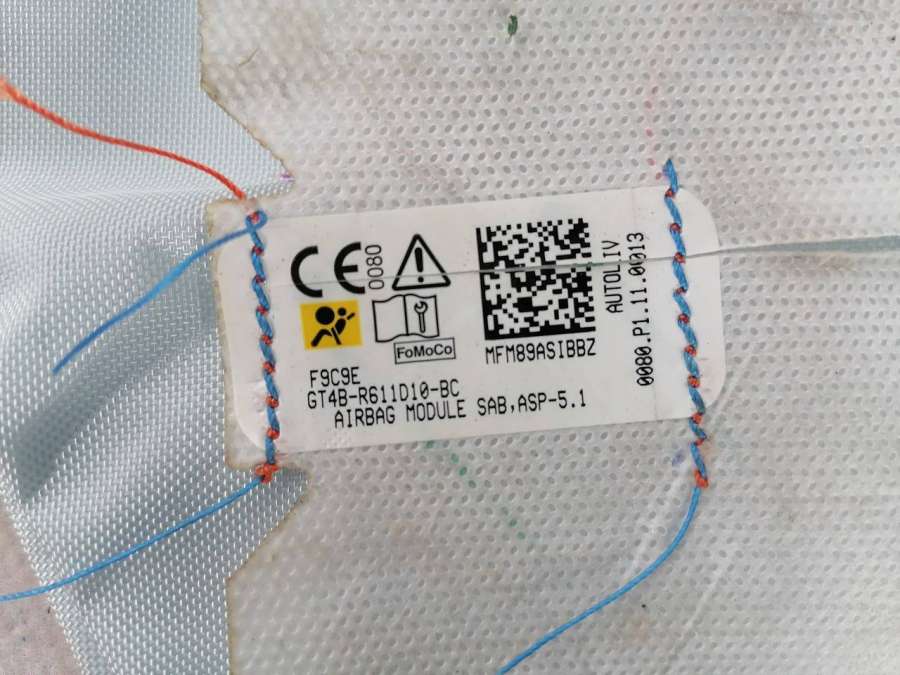 CE 0080
FoMoCo
MFM89ASIBBZ
AUTOLIV
0080.P1.11.0013
F9C9E
GT4B-R611D10-BC
AIRBAG MODULE SAB,ASP-5.1